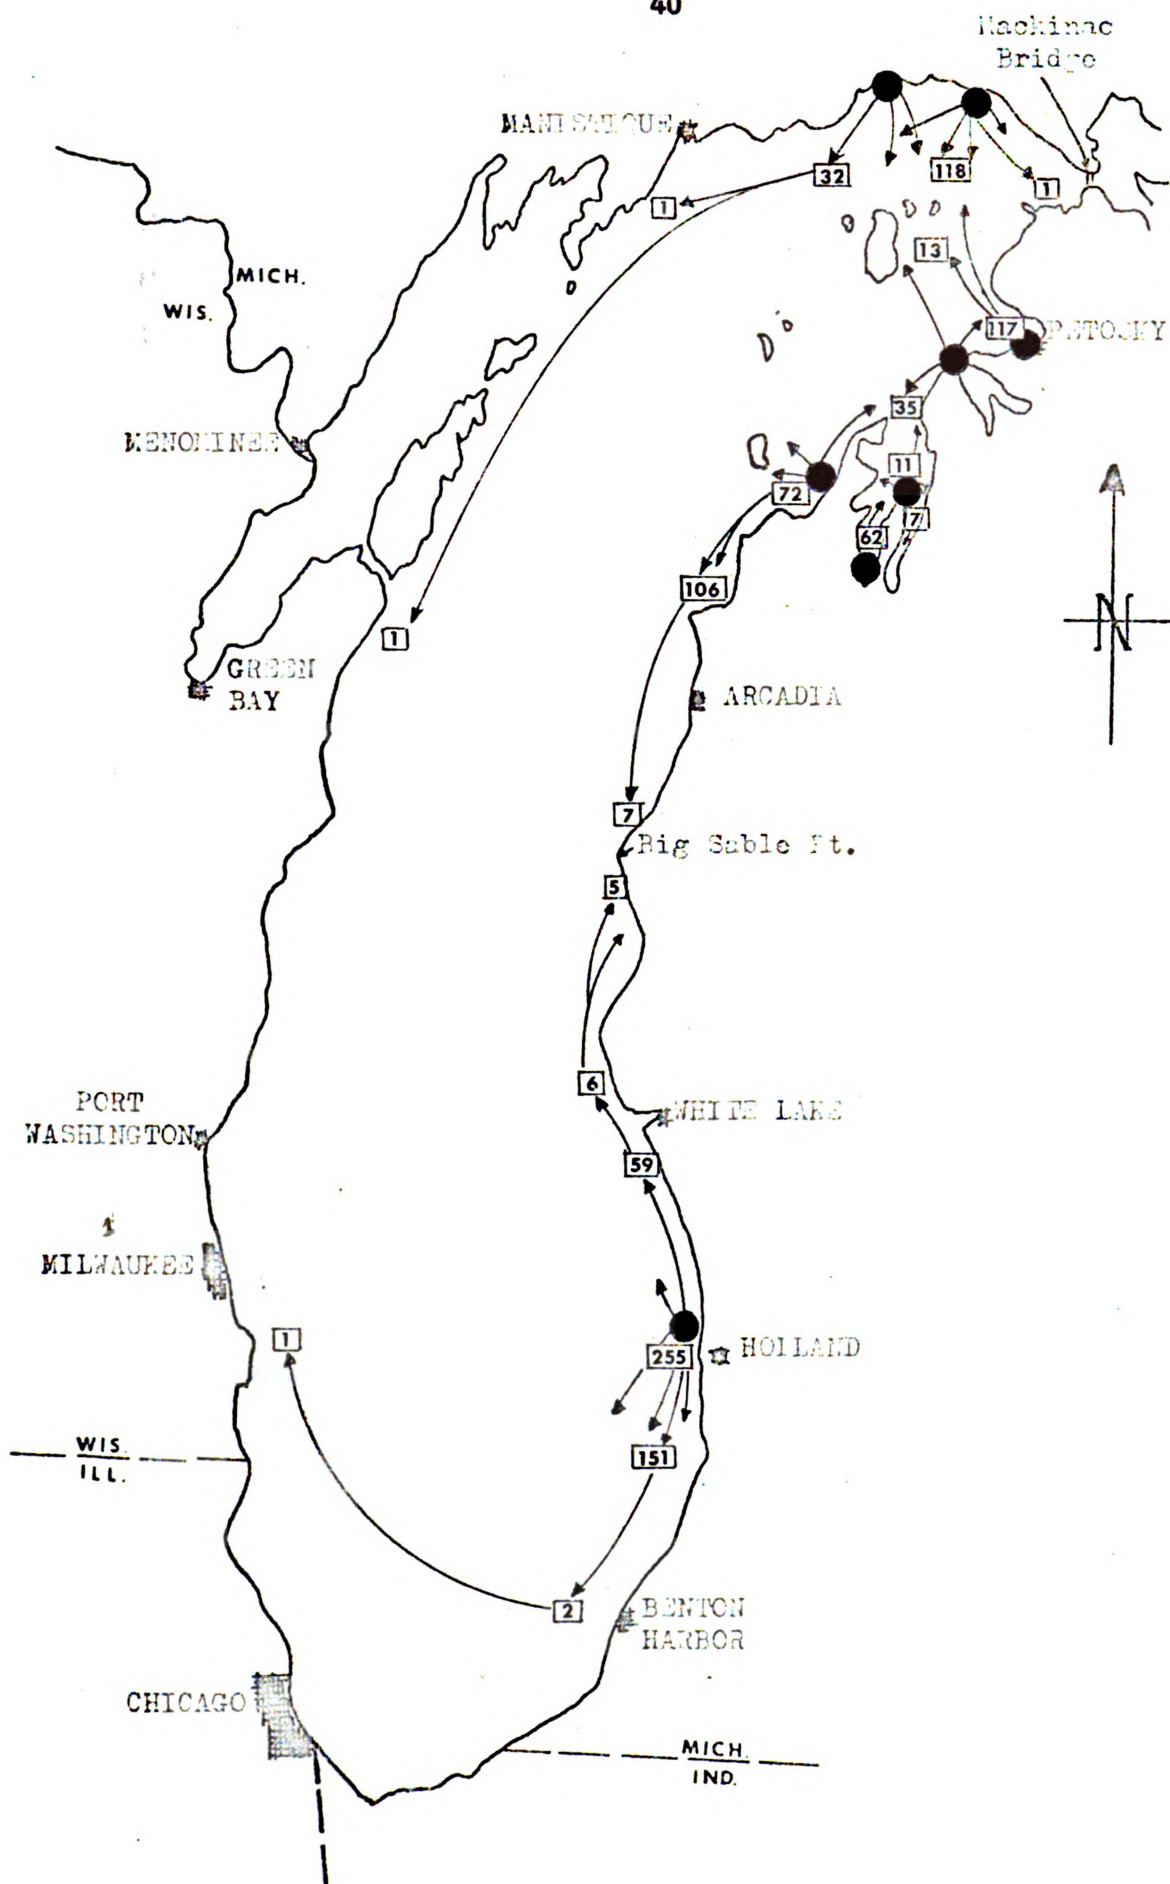 40
Mackinac
Bridge
MANISTIQUE
32
118
1
1
13
MICH.
WIS.
117
PETOSKY
35
MENOMINEE
11
72
7
62
106
1
GREEN
BAY
ARCADIA
7
Big Sable Pt.
5
6
PORT
WASHINGTON
WHITE LAKE
59
MILWAUKEE
1
255
HOLLAND
WIS.
ILL.
151
2
BENTON
HARBOR
CHICAGO
MICH.
IND.
N